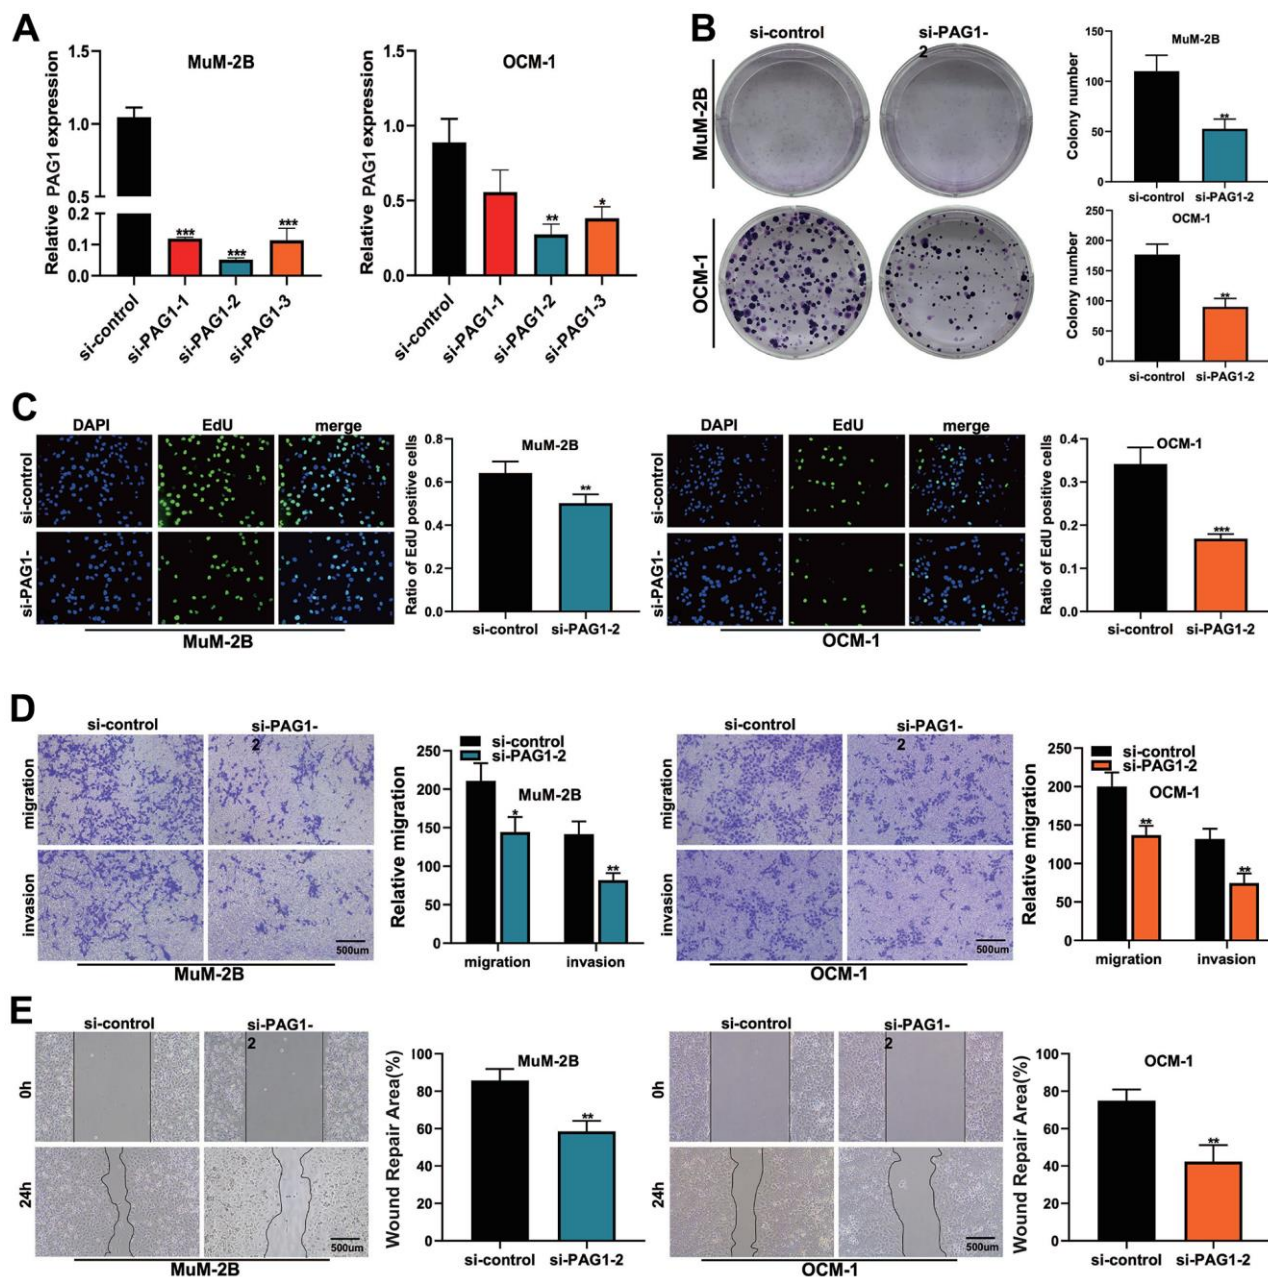 A
MuM-2B
Relative PAG1 expression
1.5
1.0
0.5
0.2
0.1
0.0
***
***
***
si-control
si-PAG1-1
si-PAG1-2
si-PAG1-3
OCM-1
Relative PAG1 expression
1.5
1.0
0.5
0.0
**
*
si-control
si-PAG1-1
si-PAG1-2
si-PAG1-3
B
si-control
si-PAG1-
2
MuM-2B
OCM-1
MuM-2B
Colony number
150
100
50
0
**
si-control
si-PAG1-2
OCM-1
Colony number
250
200
150
100
50
0
**
si-control
si-PAG1-2
C
DAPI
EdU
merge
si-control
si-PAG1-
MuM-2B
MuM-2B
Ratio of EdU positive cells
0.8
0.6
0.4
0.2
0.0
**
si-control
si-PAG1-2
DAPI
EdU
merge
si-control
si-PAG1-
OCM-1
OCM-1
Ratio of EdU positive cells
0.4
0.3
0.2
0.1
0.0
***
si-control
si-PAG1-2
D
si-control
si-PAG1-
2
migration
invasion
500um
MuM-2B
si-control
si-PAG1-2
MuM-2B
Relative migration
250
200
150
100
50
0
*
**
migration
invasion
si-control
si-PAG1-
2
migration
invasion
500um
OCM-1
si-control
si-PAG1-2
OCM-1
Relative migration
250
200
150
100
50
0
**
**
migration
invasion
E
si-control
si-PAG1-
2
0h
24h
500um
MuM-2B
MuM-2B
Wound Repair Area(%)
100
80
60
40
20
0
**
si-control
si-PAG1-2
si-control
si-PAG1-
2
0h
24h
500um
OCM-1
OCM-1
Wound Repair Area(%)
100
80
60
40
20
0
**
si-control
si-PAG1-2